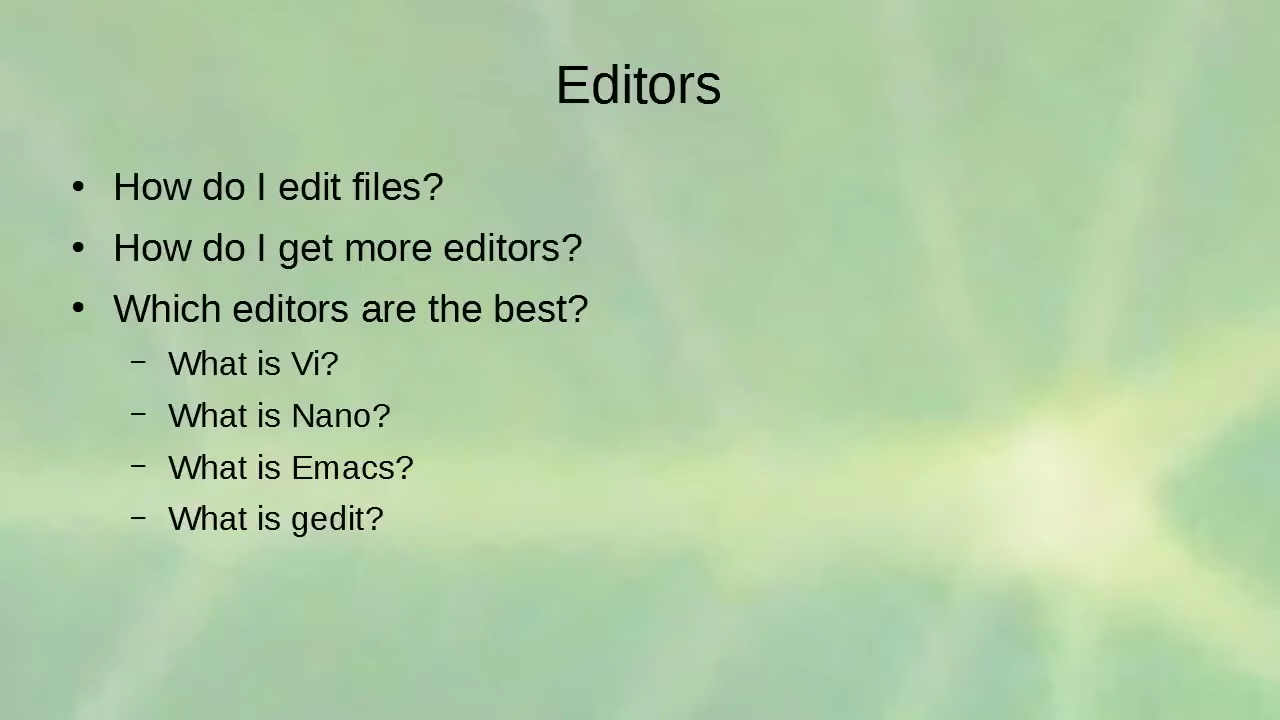 Editors
• How do I edit files?
• How do I get more editors?
• Which editors are the best?
– What is Vi?
– What is Nano?
– What is Emacs?
– What is gedit?